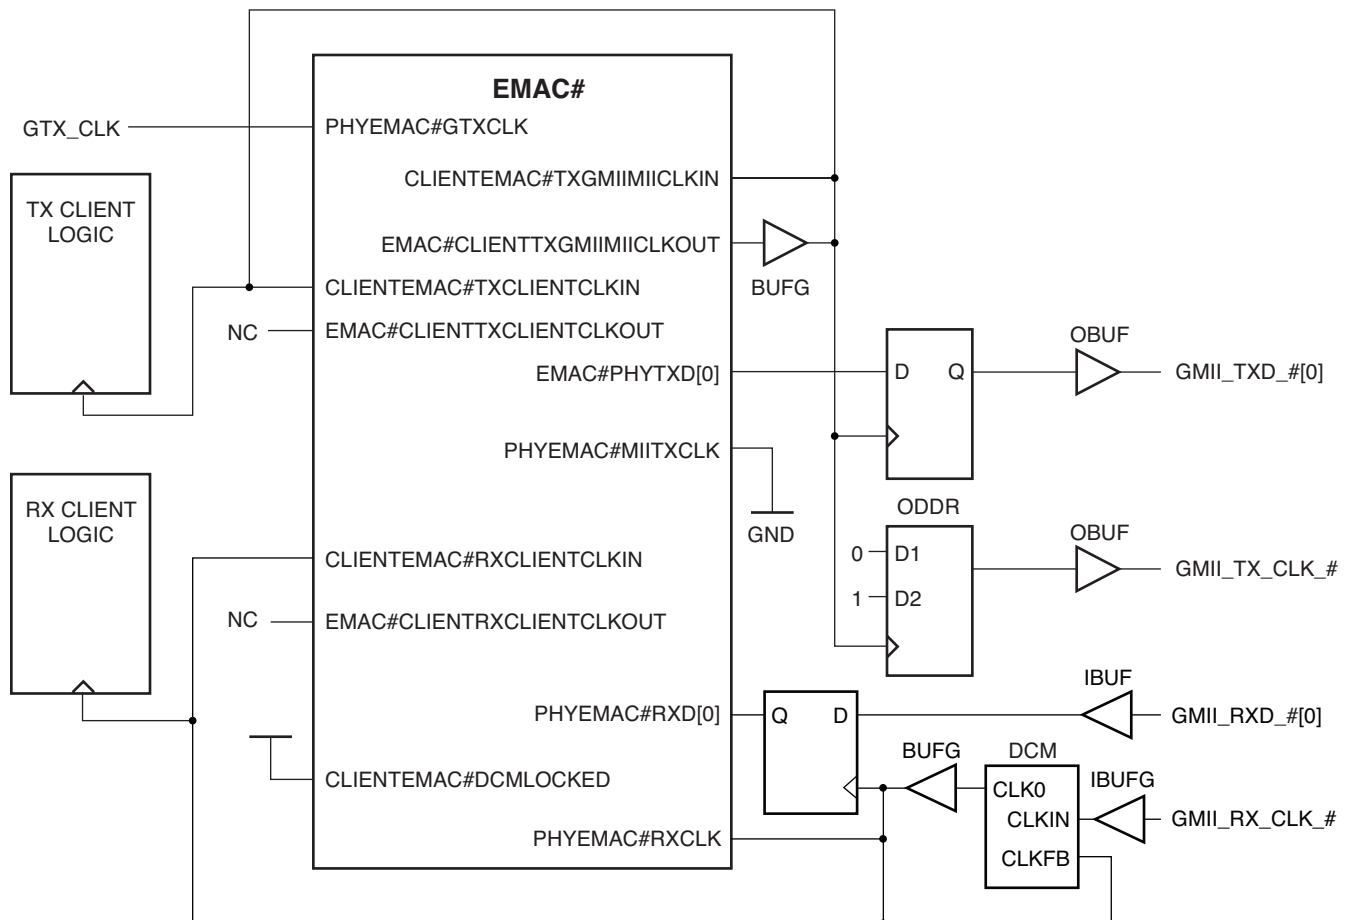 EMAC#
GTX_CLK
PHYEMAC#GTXCLK
CLIENTEMAC#TXGMIIMIICLKIN
TX CLIENT
LOGIC
EMAC#CLIENTTXGMIIMIICLKOUT
BUFG
CLIENTEMAC#TXCLIENTCLKIN
NC
EMAC#CLIENTTXCLIENTCLKOUT
OBUF
EMAC#PHYTXD[0]
D
Q
GMII_TXD_#[0]
PHYEMAC#MIITXCLK
GND
RX CLIENT
LOGIC
ODDR
OBUF
0
D1
1
D2
GMII_TX_CLK_#
CLIENTEMAC#RXCLIENTCLKIN
NC
EMAC#CLIENTRXCLIENTCLKOUT
IBUF
PHYEMAC#RXD[0]
Q
D
GMII_RXD_#[0]
BUFG
DCM
IBUFG
CLIENTEMAC#DCMLOCKED
CLK0
CLKIN
GMII_RX_CLK_#
PHYEMAC#RXCLK
CLKFB